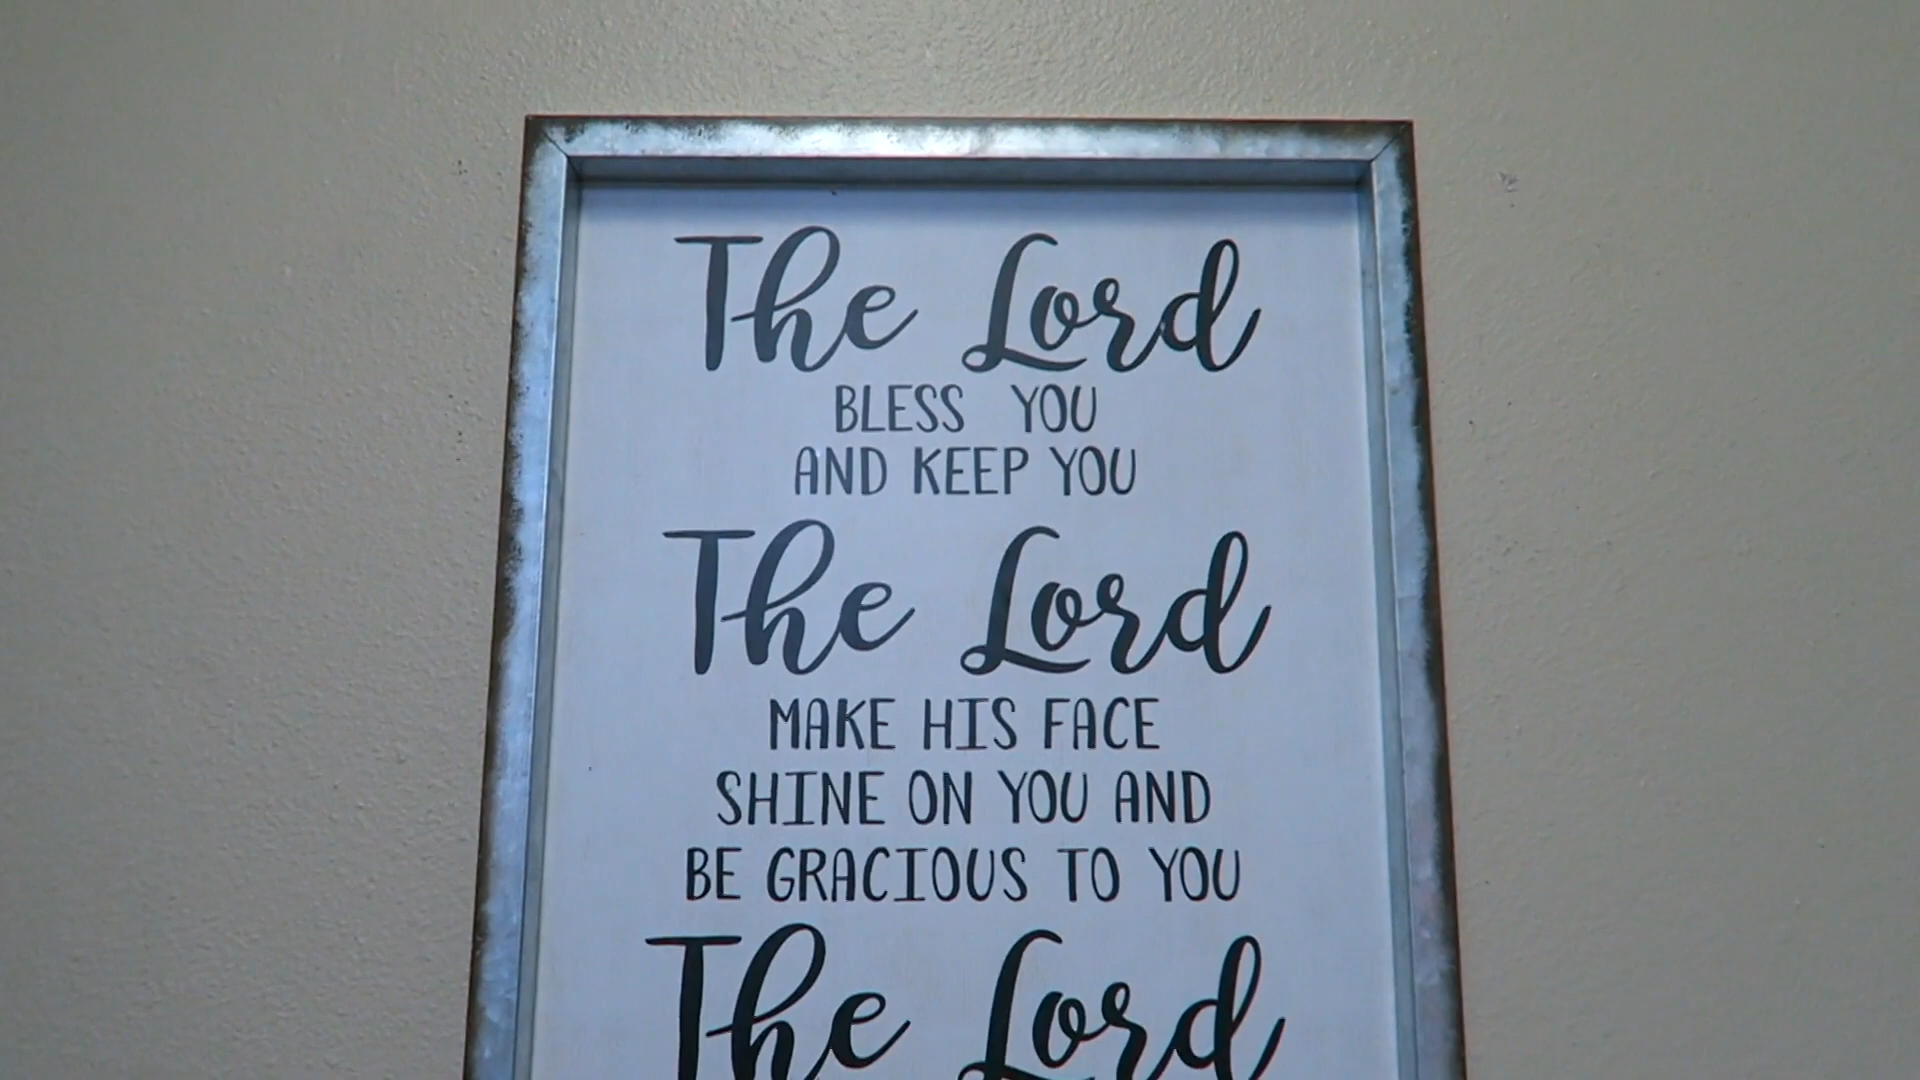 The Lord
BLESS YOU
AND KEEP YOU
The Lord
MAKE HIS FACE
SHINE ON YOU AND
BE GRACIOUS TO YOU
The Lord